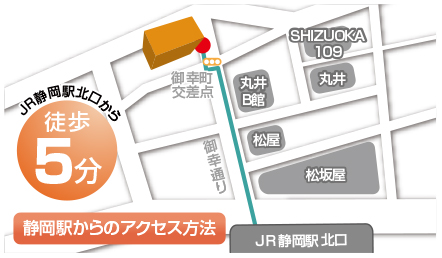 SHIZUOKA
109
丸井
御幸町
交差点
丸井
B館
JR静岡駅北口から
徒歩
5分
御幸通り
松屋
松坂屋
静岡駅からのアクセス方法
JR静岡駅 北口